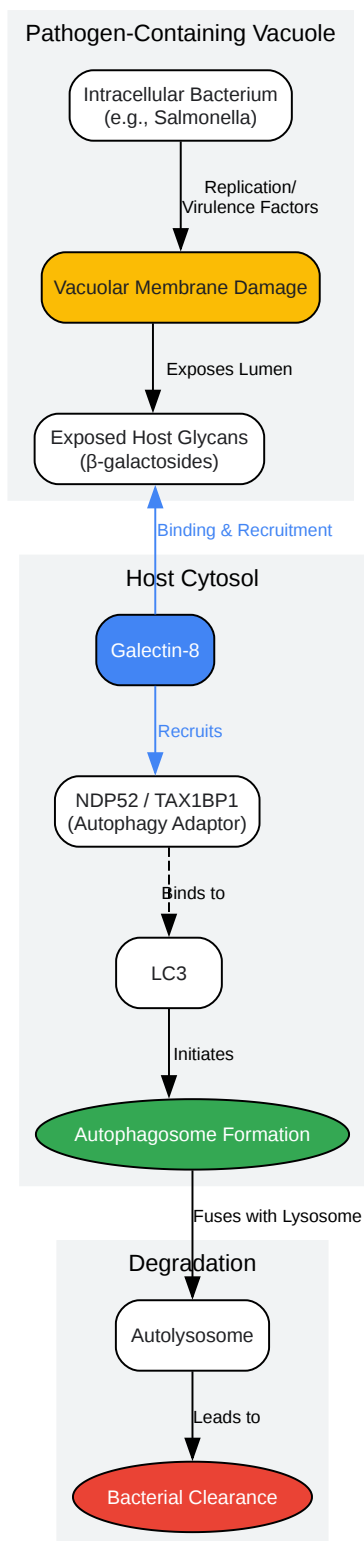 Pathogen-Containing Vacuole
Intracellular Bacterium
(e.g., Salmonella)
Replication/
Virulence Factors
Vacuolar Membrane Damage
Exposes Lumen
Exposed Host Glycans
(β-galactosides)
Binding & Recruitment
Host Cytosol
Galectin-8
Recruits
NDP52 / TAX1BP1
(Autophagy Adaptor)
Binds to
LC3
Initiates
Autophagosome Formation
Fuses with Lysosome
Degradation
Autolysosome
Leads to
Bacterial Clearance